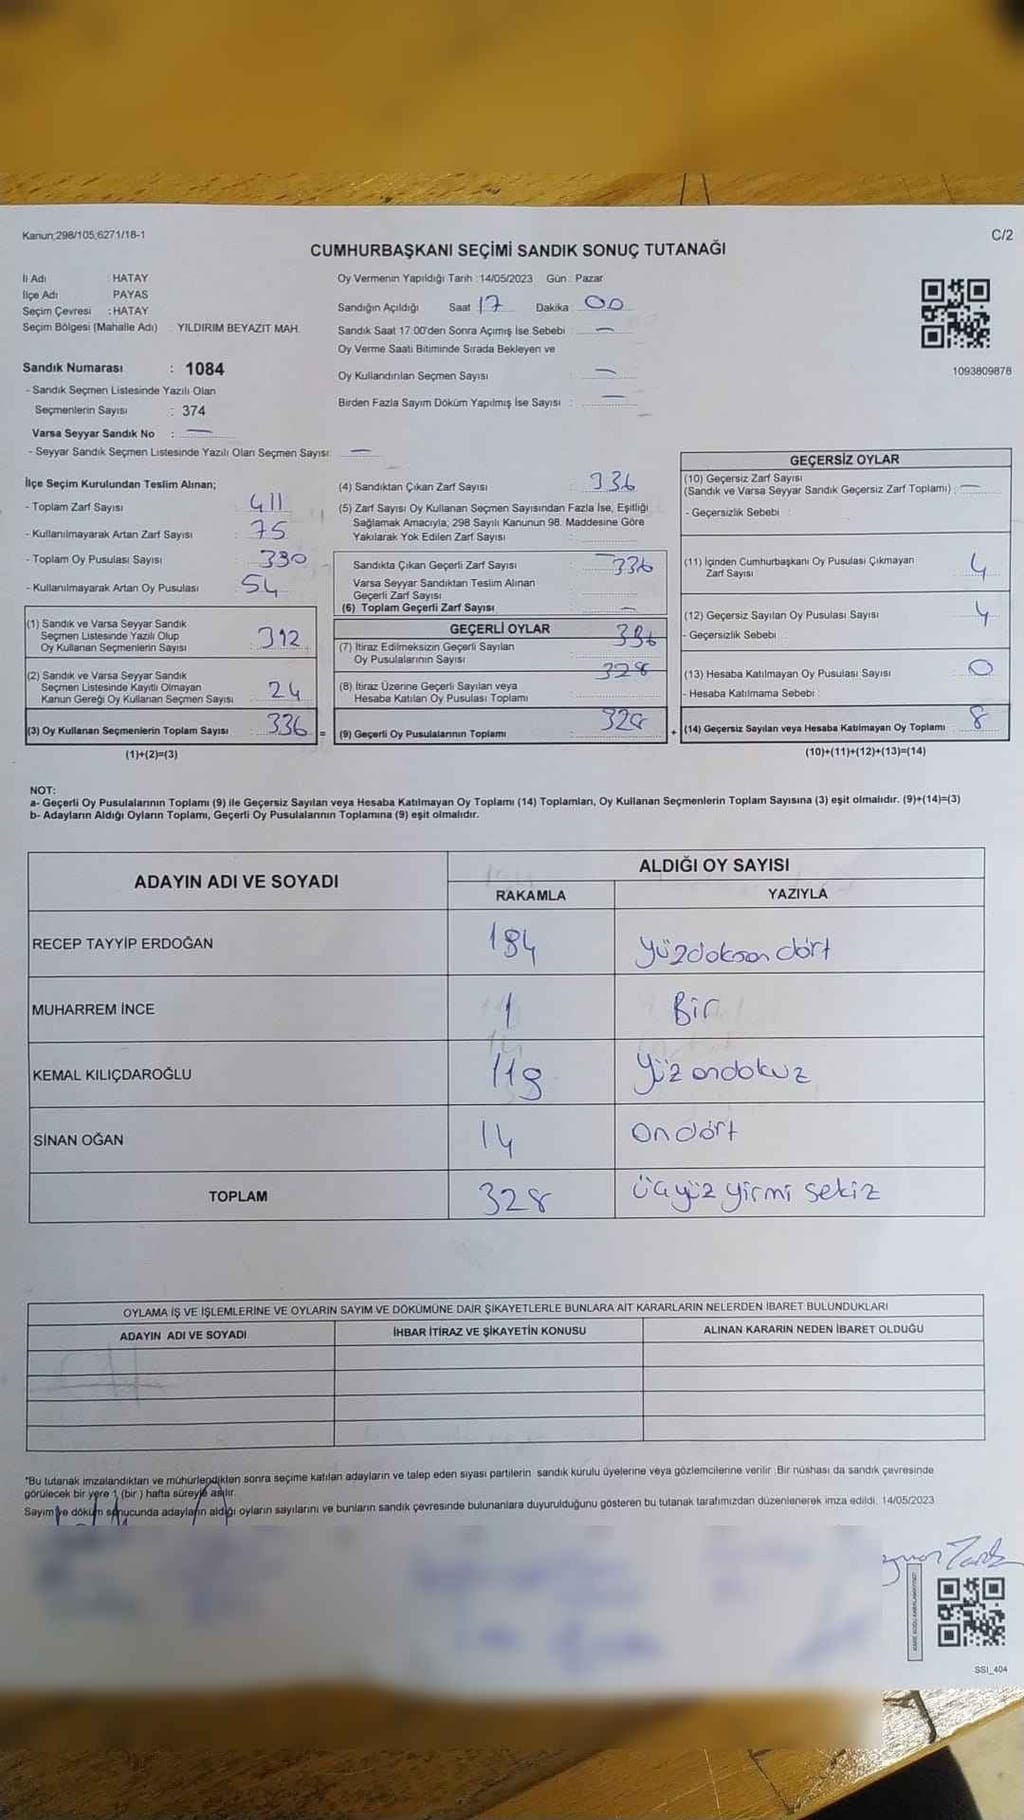 Kanun;298/105,6271/18-1
C/2
CUMHURBAŞKANI SEÇİMİ SANDIK SONUÇ TUTANAĞI
İl Adı : HATAY
İlçe Adı PAYAS
Seçim Çevresi : HATAY
Seçim Bölgesi (Mahalle Adı) : YILDIRIM BEYAZIT MAH.
Sandık Numarası : 1084
- Sandık Seçmen Listesinde Yazılı Olan
Seçmenlerin Sayısı : 374
Varsa Seyyar Sandık No : —
- Seyyar Sandık Seçmen Listesinde Yazılı Olan Seçmen Sayısı: —
Oy Vermenin Yapıldığı Tarih : 14/05/2023 Gün : Pazar
Sandığın Açıldığı Saat 17 Dakika 00
Sandık Saat 17:00'den Sonra Açımış İse Sebebi : —
Oy Verme Saati Bitiminde Sırada Bekleyen ve
Oy Kullandırılan Seçmen Sayısı : —
Birden Fazla Sayım Döküm Yapılmış İse Sayısı : —
1093809878
İlçe Seçim Kurulundan Teslim Alınan;
- Toplam Zarf Sayısı : 411
- Kullanılmayarak Artan Zarf Sayısı : 75
- Toplam Oy Pusulası Sayısı : 330
- Kullanılmayarak Artan Oy Pusulası : 54
(1) Sandık ve Varsa Seyyar Sandık
Seçmen Listesinde Yazılı Olup
Oy Kullanan Seçmenlerin Sayısı : 312
(2) Sandık ve Varsa Seyyar Sandık
Seçmen Listesinde Kayıtlı Olmayan
Kanun Gereği Oy Kullanan Seçmen Sayısı : 24
(3) Oy Kullanan Seçmenlerin Toplam Sayısı : 336 =
(1)+(2)=(3)
(4) Sandıktan Çıkan Zarf Sayısı : 336
(5) Zarf Sayısı Oy Kullanan Seçmen Sayısından Fazla İse, Eşitliği
Sağlamak Amacıyla, 298 Sayılı Kanunun 98. Maddesine Göre
Yakılarak Yok Edilen Zarf Sayısı : —
Sandıkta Çıkan Geçerli Zarf Sayısı : 336
Varsa Seyyar Sandıktan Teslim Alınan
Geçerli Zarf Sayısı : —
(6) Toplam Geçerli Zarf Sayısı : 336
GEÇERLİ OYLAR
(7) İtiraz Edilmeksizin Geçerli Sayılan
Oy Pusulalarının Sayısı : 328
(8) İtiraz Üzerine Geçerli Sayılan veya
Hesaba Katılan Oy Pusulası Toplamı
(9) Geçerli Oy Pusulalarının Toplamı : 328 +
GEÇERSİZ OYLAR
(10) Geçersiz Zarf Sayısı
(Sandık ve Varsa Seyyar Sandık Geçersiz Zarf Toplamı) : —
- Geçersizlik Sebebi :
(11) İçinden Cumhurbaşkanı Oy Pusulası Çıkmayan
Zarf Sayısı : 4
(12) Geçersiz Sayılan Oy Pusulası Sayısı : 4
- Geçersizlik Sebebi :
(13) Hesaba Katılmayan Oy Pusulası Sayısı : 0
- Hesaba Katılmama Sebebi :
(14) Geçersiz Sayılan veya Hesaba Katılmayan Oy Toplamı : 8
(10)+(11)+(12)+(13)=(14)
NOT:
a- Geçerli Oy Pusulalarının Toplamı (9) ile Geçersiz Sayılan veya Hesaba Katılmayan Oy Toplamı (14) Toplamları, Oy Kullanan Seçmenlerin Toplam Sayısına (3) eşit olmalıdır. (9)+(14)=(3)
b- Adayların Aldığı Oyların Toplamı, Geçerli Oy Pusulalarının Toplamına (9) eşit olmalıdır.
ADAYIN ADI VE SOYADI
ALDIĞI OY SAYISI
RAKAMLA YAZIYLA
RECEP TAYYİP ERDOĞAN 194 Yüzdoksan dört
MUHARREM İNCE 1 Bir
KEMAL KILIÇDAROĞLU 119 Yüz ondokuz
SİNAN OĞAN 14 on dört
TOPLAM 328 üçyüz yirmi sekiz
OYLAMA İŞ VE İŞLEMLERİNE VE OYLARIN SAYIM VE DÖKÜMÜNE DAİR ŞİKAYETLERLE BUNLARA AİT KARARLARIN NELERDEN İBARET BULUNDUKLARI
ADAYIN ADI VE SOYADI İHBAR İTİRAZ VE ŞİKAYETİN KONUSU ALINAN KARARIN NEDEN İBARET OLDUĞU
*Bu tutanak imzalandıktan ve mühürlendikten sonra seçime katılan adayların ve talep eden siyasi partilerin sandık kurulu üyelerine veya gözlemcilerine verilir. Bir nüshası da sandık çevresinde
görülecek bir yere 1 (bir ) hafta süreyle asılır.
Sayım ve döküm sonucunda adayların aldığı oyların sayılarını ve bunların sandık çevresinde bulunanlara duyurulduğunu gösteren bu tutanak tarafımızdan düzenlenerek imza edildi. 14/05/2023
SSI_404